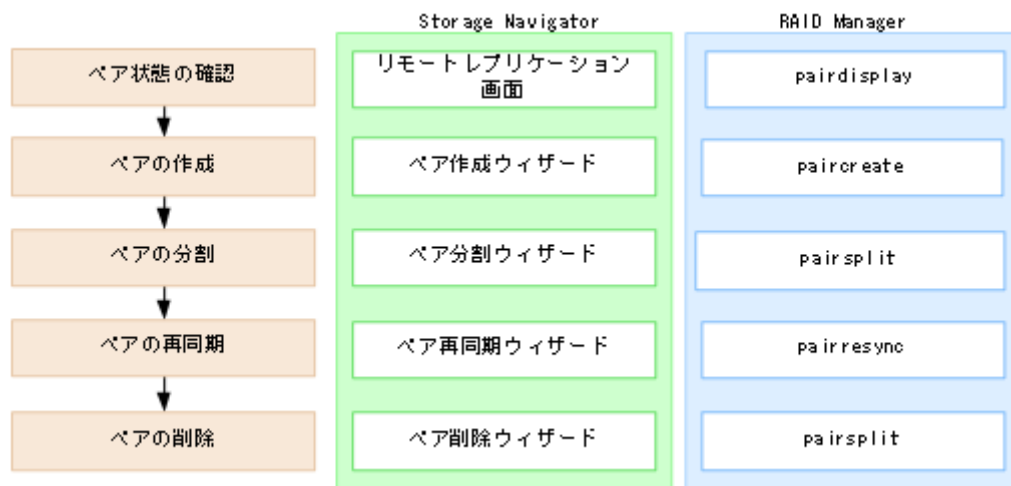 Storage Navigator
RAID Manager
ペア状態の確認
リモートレプリケーション
画面
pairdisplay
ペアの作成
ペア作成ウィザード
paircreate
ペアの分割
ペア分割ウィザード
pairsplit
ペアの再同期
ペア再同期ウィザード
pairresync
ペアの削除
ペア削除ウィザード
pairsplit